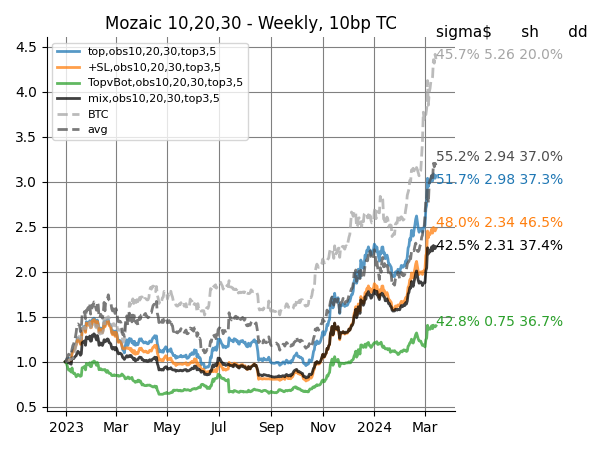 Mozaic 10,20,30 - Weekly, 10bp TC
sigma$ sh dd
top,obs10,20,30,top3,5
+SL,obs10,20,30,top3,5
TopvBot,obs10,20,30,top3,5
mix,obs10,20,30,top3,5
BTC
avg
4.5
4.0
3.5
3.0
2.5
2.0
1.5
1.0
0.5
45.7% 5.26 20.0%
55.2% 2.94 37.0%
51.7% 2.98 37.3%
48.0% 2.34 46.5%
42.5% 2.31 37.4%
42.8% 0.75 36.7%
2023 Mar May Jul Sep Nov 2024 Mar